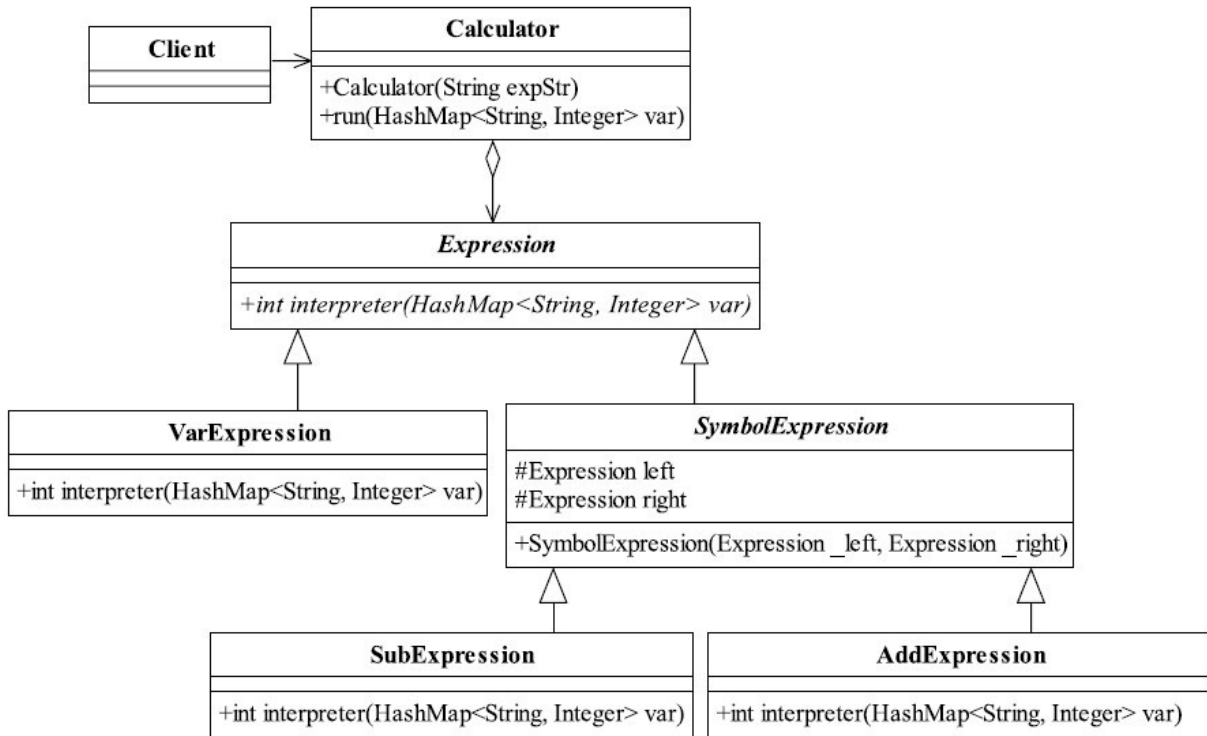 Client
Calculator
+Calculator(String expStr)
+run(HashMap<String, Integer> var)
Expression
+int interpreter(HashMap<String, Integer> var)
VarExpression
+int interpreter(HashMap<String, Integer> var)
SymbolExpression
#Expression left
#Expression right
+SymbolExpression(Expression _left, Expression _right)
SubExpression
+int interpreter(HashMap<String, Integer> var)
AddExpression
+int interpreter(HashMap<String, Integer> var)